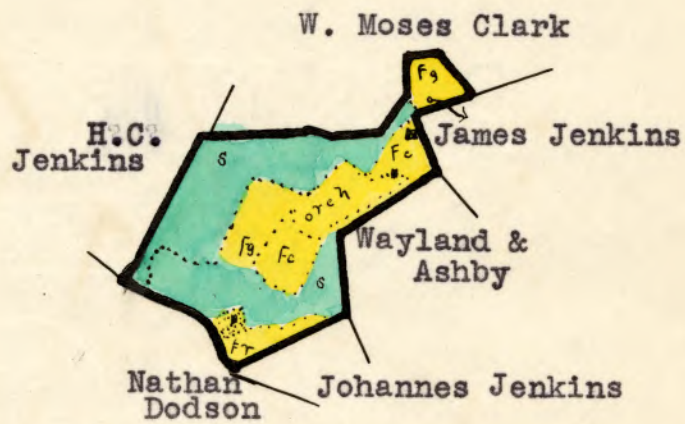 W. Moses Clark
Fg
H.C.
Jenkins
James Jenkins
s
Fc
orch
Fg
Fc
Wayland &
Ashby
s
Fr
Nathan
Dodson
Johannes Jenkins